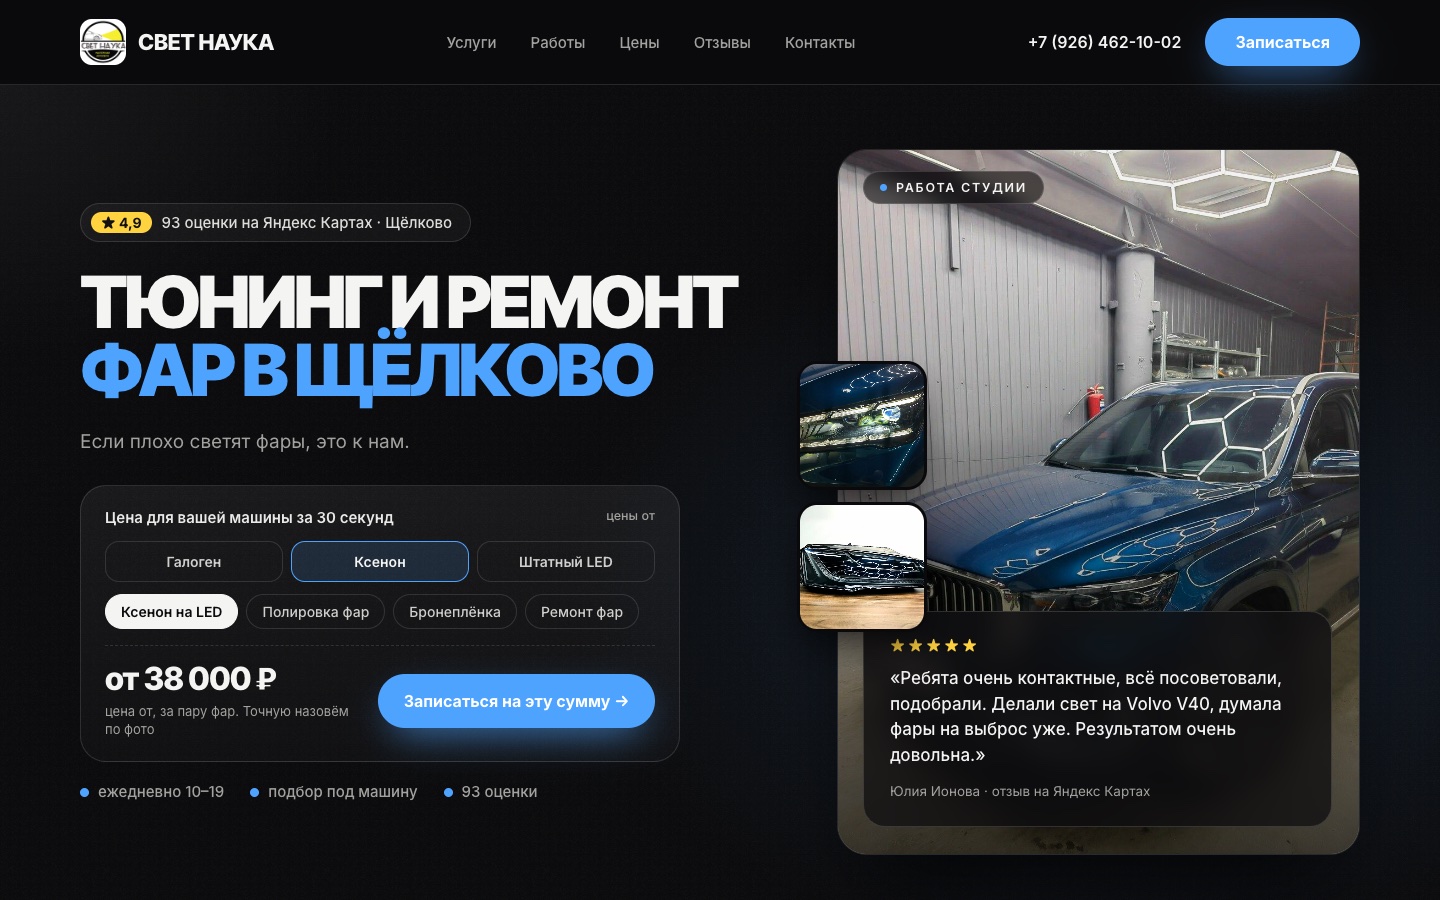 СВЕТ НАУКА
СВЕТ НАУКА
Услуги
Работы
Цены
Отзывы
Контакты
+7 (926) 462-10-02
Записаться
4,9
93 оценки на Яндекс Картах · Щёлково
ТЮНИНГ И РЕМОНТ
ФАР В ЩЁЛКОВО
Если плохо светят фары, это к нам.
Цена для вашей машины за 30 секунд
цены от
Галоген
Ксенон
Штатный LED
Ксенон на LED
Полировка фар
Бронеплёнка
Ремонт фар
от 38 000 ₽
цена от, за пару фар. Точную назовём
по фото
Записаться на эту сумму →
ежедневно 10–19
подбор под машину
93 оценки
РАБОТА СТУДИИ
«Ребята очень контактные, всё посоветовали,
подобрали. Делали свет на Volvo V40, думала
фары на выброс уже. Результатом очень
довольна.»
Юлия Ионова · отзыв на Яндекс Картах